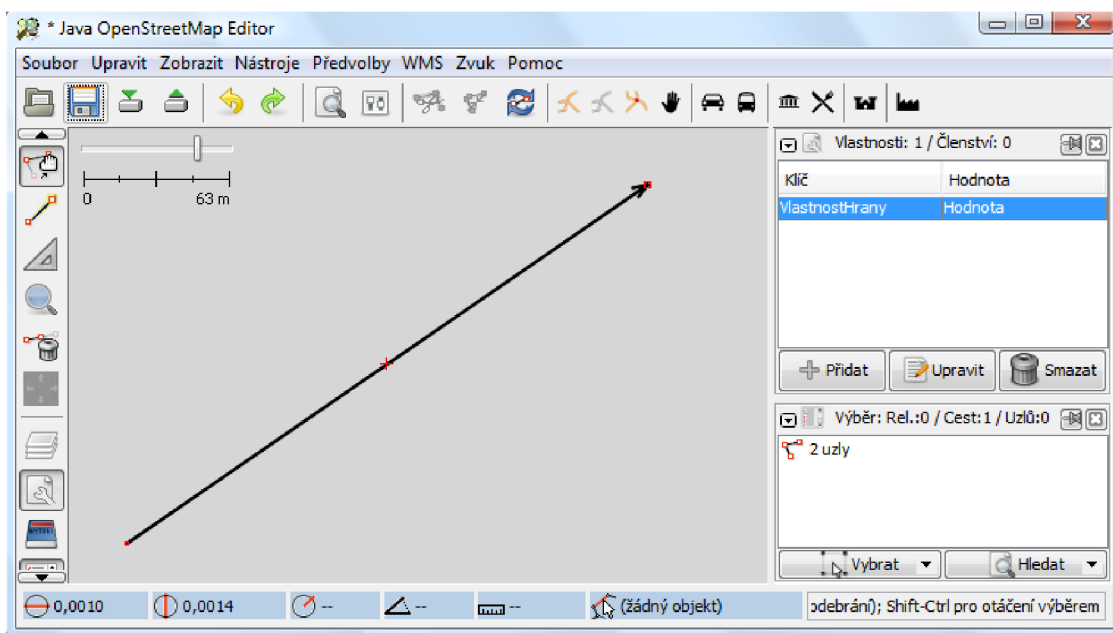 * Java OpenStreetMap Editor
Soubor Upravit Zobrazit Nástroje Předvolby WMS Zvuk Pomoc
0 63 m
Vlastnosti: 1 / Členství: 0
Klíč Hodnota
VlastnostHrany Hodnota
Přidat Upravit Smazat
Výběr: Rel.:0 / Cest:1 / Uzlů:0
2 uzly
Vybrat Hledat
0,0010 0,0014 -- -- -- (žádný objekt) odebrání); Shift-Ctrl pro otáčení výběrem